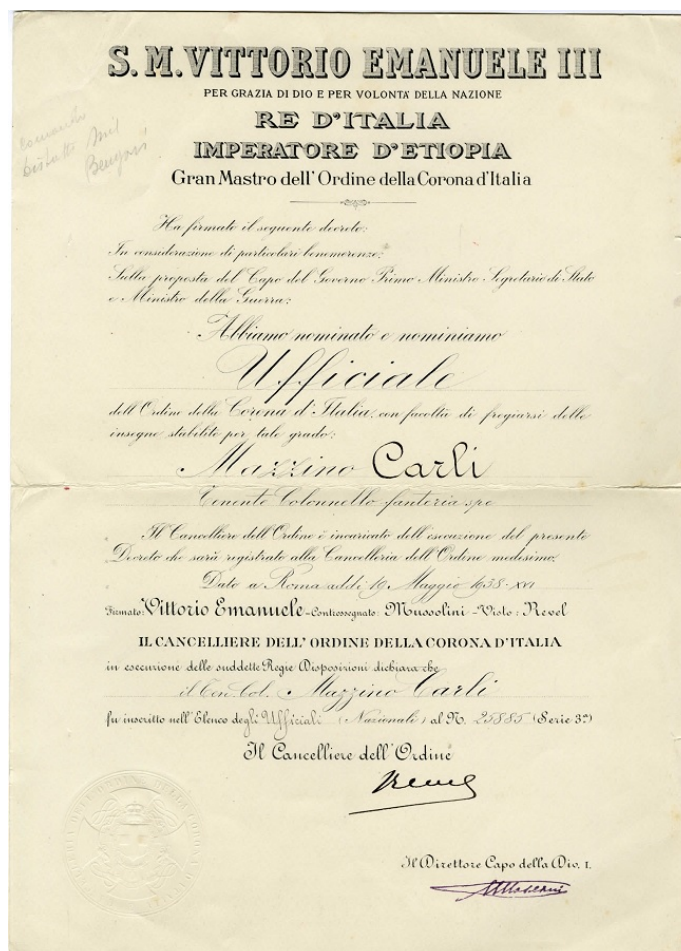 S. M. VITTORIO EMANUELE III
PER GRAZIA DI DIO E PER VOLONTA' DELLA NAZIONE
RE D'ITALIA
IMPERATORE D'ETIOPIA
Gran Mastro dell'Ordine della Corona d'Italia
comando
Mil
Bengasi
Ha firmato il seguente decreto:
In considerazione di particolari benemerenze;
Sulla proposta del Capo del Governo Primo Ministro Segretario di Stato
e Ministro della Guerra;
Abbiamo nominato e nominiamo
Ufficiale
dell'Ordine della Corona d'Italia, con facoltà di fregiarsi delle
insegne stabilite per tale grado:
Mazzino Carli
Tenente Colonnello fanteria spe
Il Cancelliere dell'Ordine è incaricato dell'esecuzione del presente
Decreto che sarà registrato alla Cancelleria dell'Ordine medesimo.
Dato a Roma addì 19 Maggio 1938-XVI
Firmato: Vittorio Emanuele - Contrassegnato: Mussolini - Visto: Revel
IL CANCELLIERE DELL'ORDINE DELLA CORONA D'ITALIA
in esecuzione delle suddette Regie Disposizioni dichiara che
il Ten. Col. Mazzino Carli
fu inscritto nell'Elenco degli Ufficiali (Nazionali) al N. 25885 (Serie 3ª)
Il Cancelliere dell'Ordine
Il Direttore Capo della Div. 1.